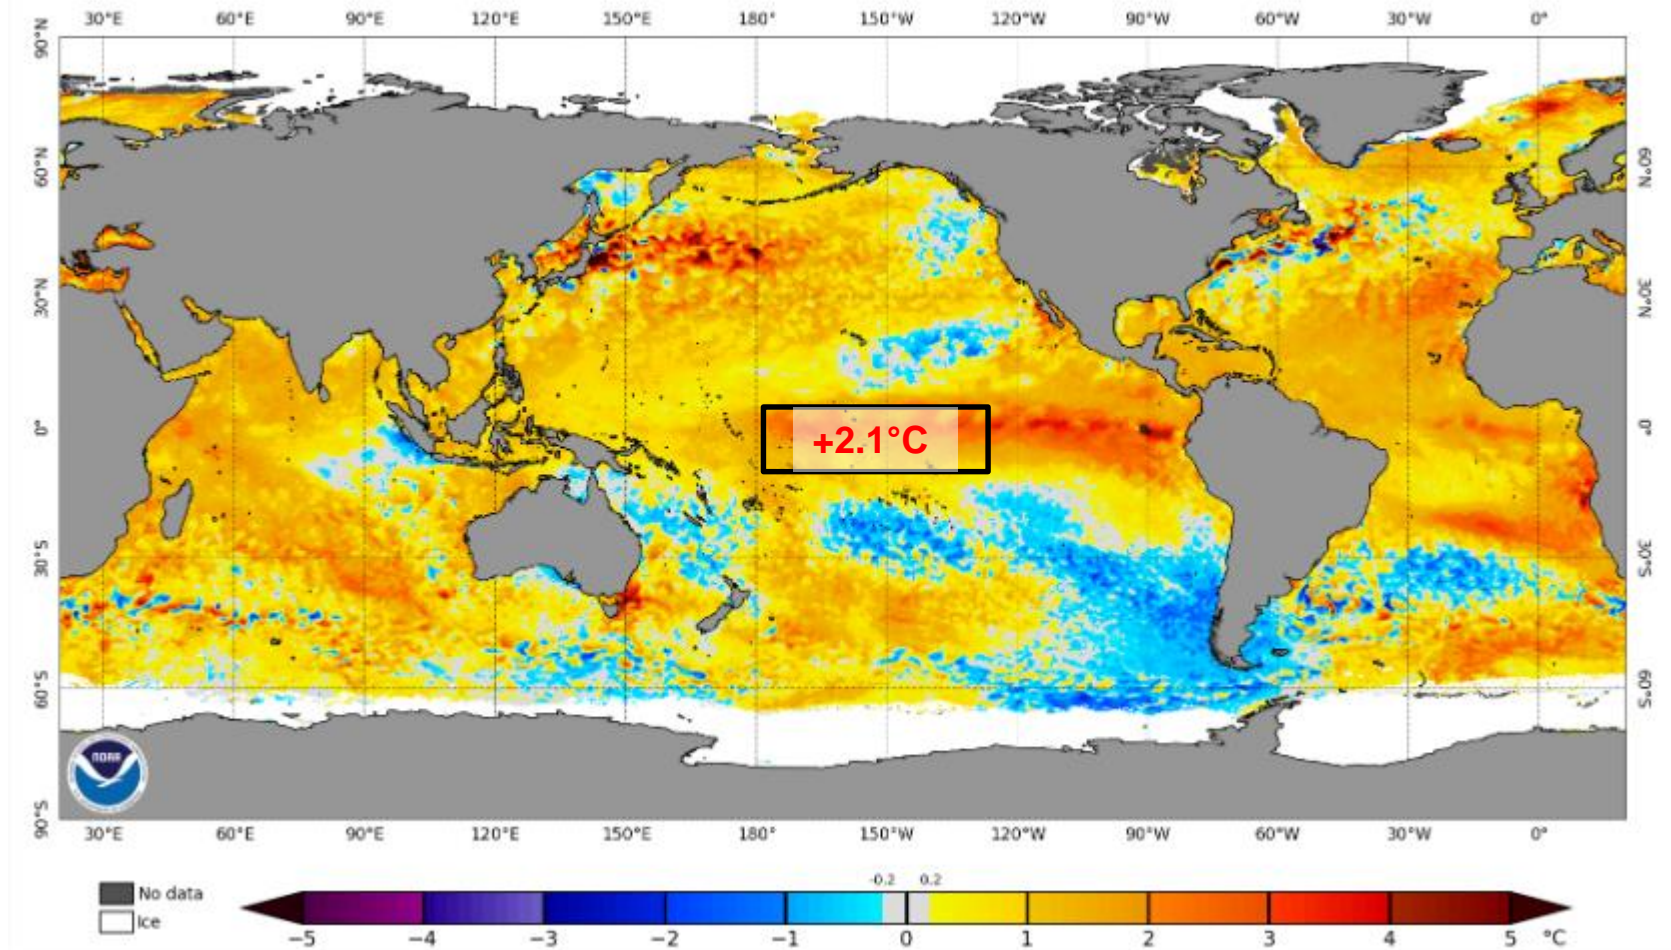 30°E 60°E 90°E 120°E 150°E 180° 150°W 120°W 90°W 60°W 30°W 0°
90°N
60°N 60°N
30°N 30°N
0° 0°
+2.1°C
30°S 30°S
60°S 60°S
NOAA
90°S
30°E 60°E 90°E 120°E 150°E 180° 150°W 120°W 90°W 60°W 30°W 0°
-0.2 0.2
No data
Ice
−5 −4 −3 −2 −1 0 1 2 3 4 5 °C